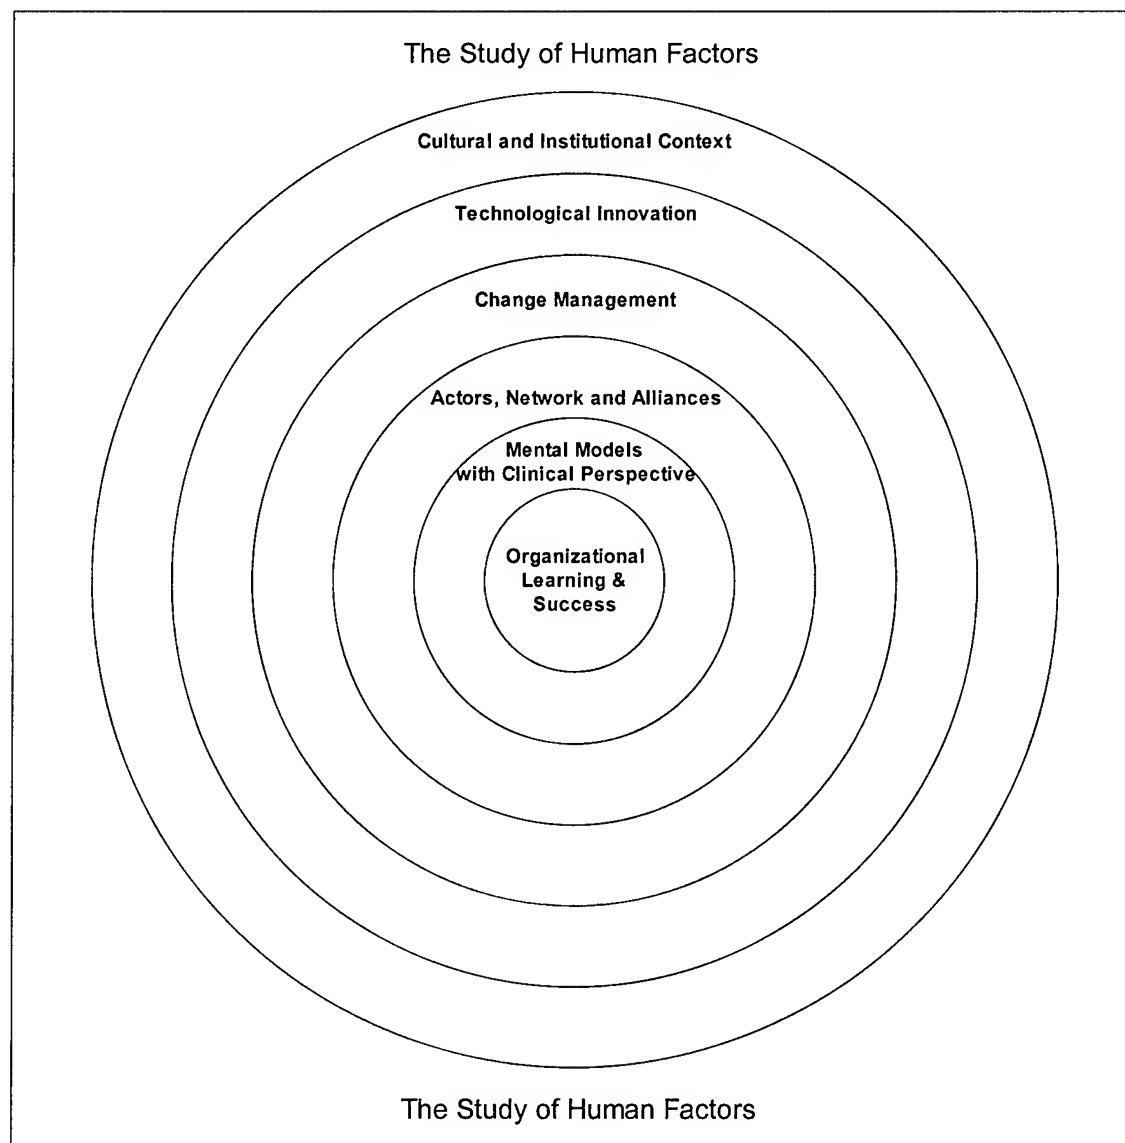 The Study of Human Factors
Cultural and Institutional Context
Technological Innovation
Change Management
Actors, Network and Alliances
Mental Models
with Clinical Perspective
Organizational
Learning &
Success
The Study of Human Factors